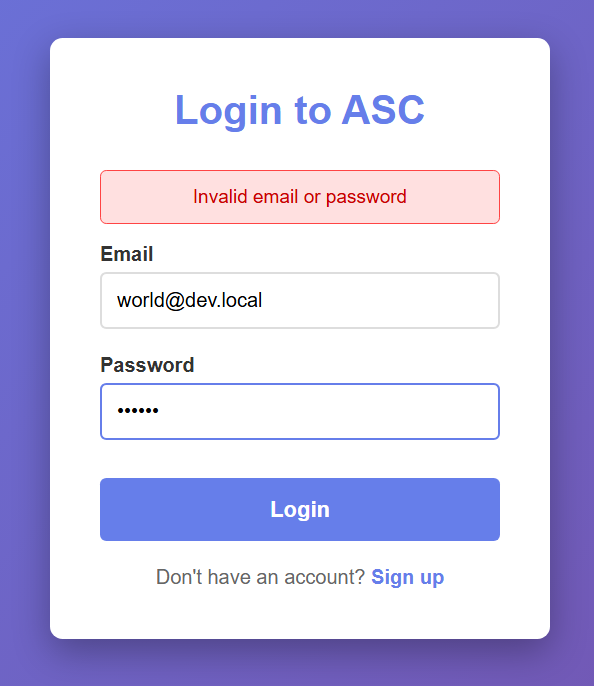 Login to ASC
Invalid email or password
Email
world@dev.local
Password
••••••
Login
Don't have an account? Sign up